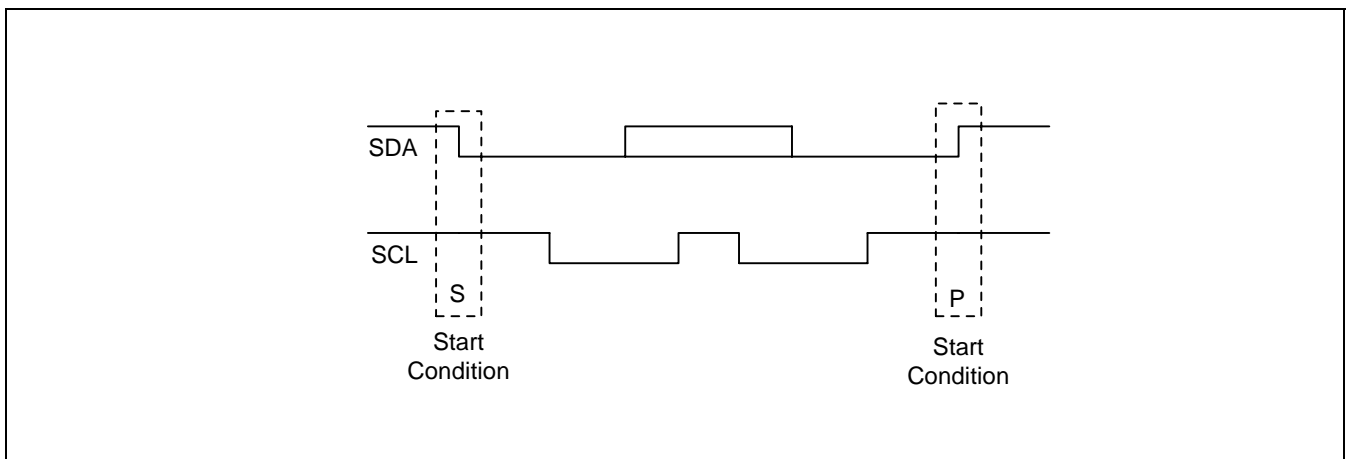 SDA
SCL
S
P
Start
Condition
Start
Condition